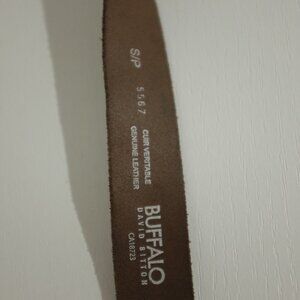 S/P
5567
CUIR VERITABLE
GENUINE LEATHER
BUFFALO
DAVID BITTON
CA18723